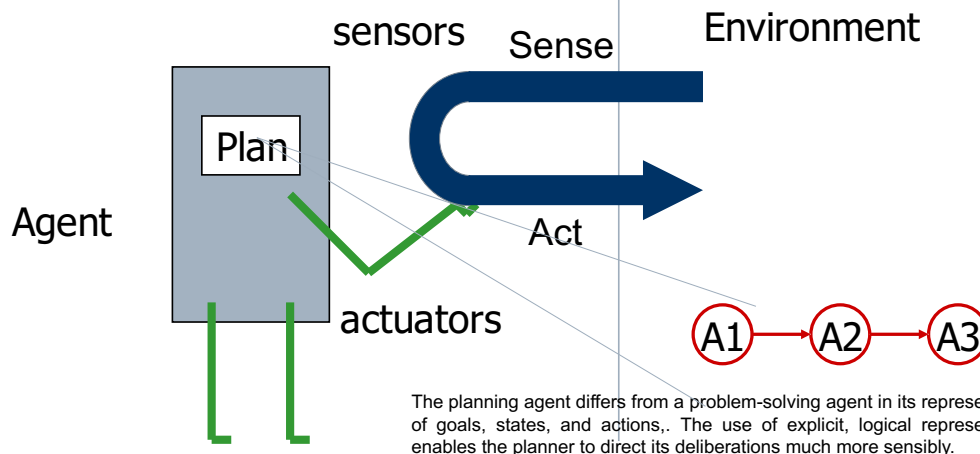 sensors
Sense
Environment
Plan
Agent
Act
actuators
A1 A2 A3
The planning agent differs from a problem-solving agent in its represe
of goals, states, and actions,. The use of explicit, logical represe
enables the planner to direct its deliberations much more sensibly.